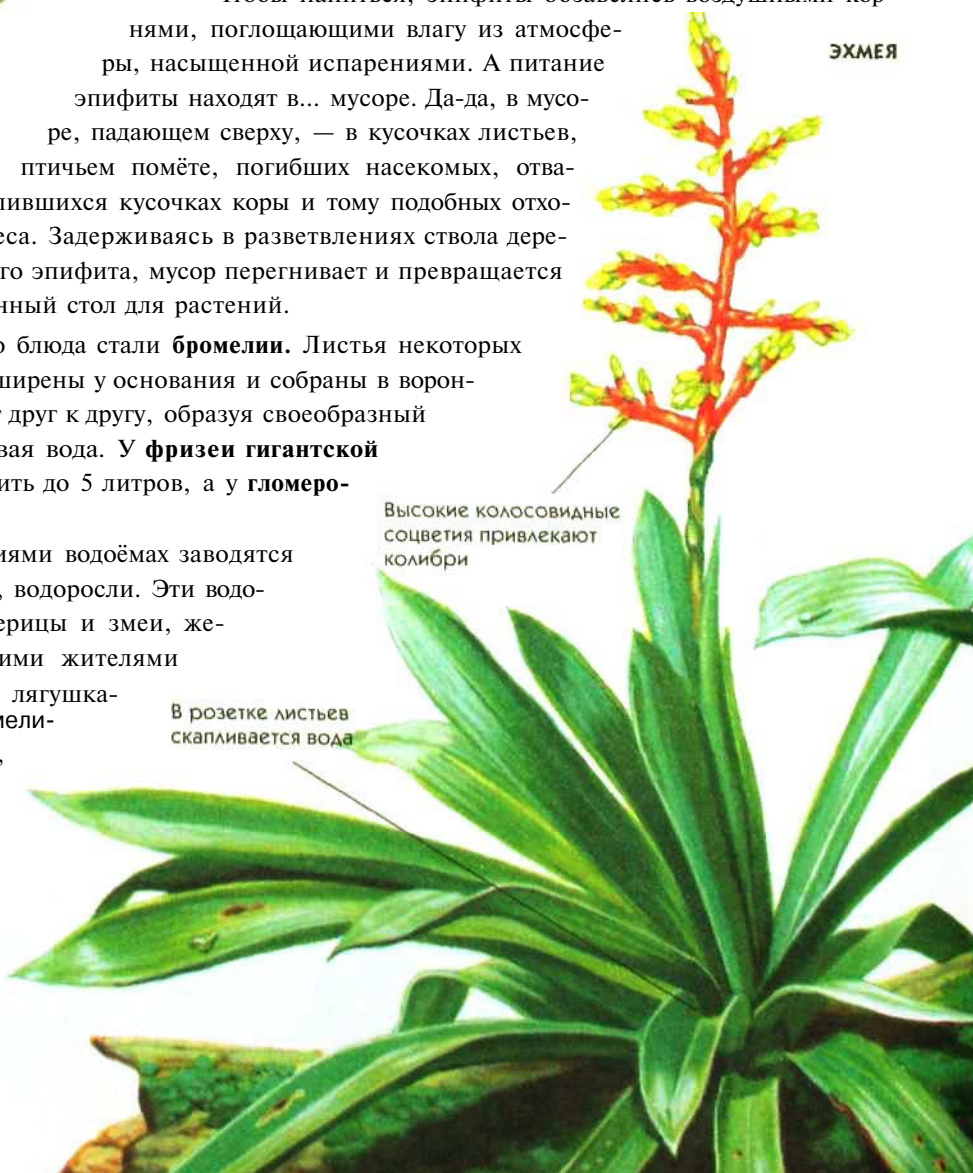 нями, поглощающими влагу из атмосфе-
ры, насыщенной испарениями. А питание
эпифиты находят в... мусоре. Да-да, в мусо-
ре, падающем сверху, — в кусочках листьев,
птичьем помёте, погибших насекомых, отва-
лившихся кусочках коры и тому подобных отхо-
еса. Задерживаясь в разветвлениях ствола дере-
го эпифита, мусор перегнивает и превращается
нный стол для растений.
блюда стали бромелии. Листья некоторых
ширены у основания и собраны в ворон-
друг к другу, образуя своеобразный
вая вода. У фризеи гигантской
ить до 5 литров, а у гломеро-
иями водоёмах заводятся
, водоросли. Эти водо-
ерицы и змеи, же-
ими жителями
лягушка-
мели-
,
ЭХМЕЯ
Высокие колосовидные
соцветия привлекают
колибри
В розетке листьев
скапливается вода